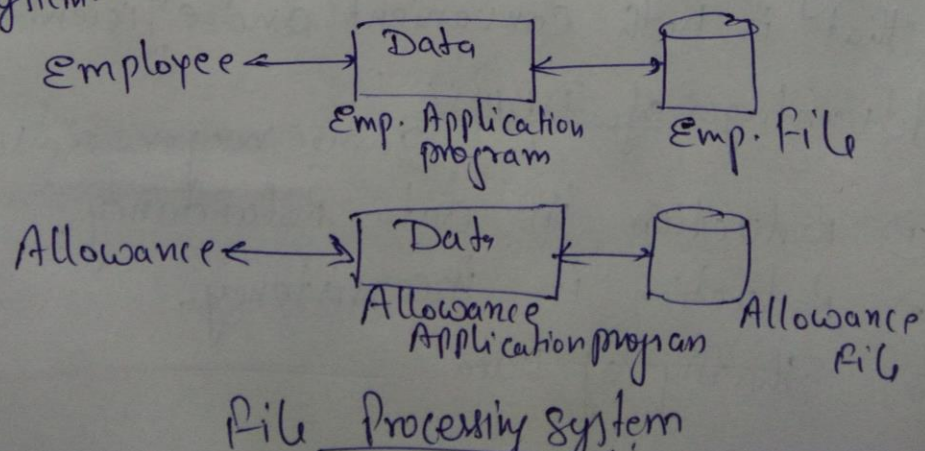 Data
Employee
Emp. Application
program
Emp. File
Data
Allowance
Allowance
Application program
Allowance
File
File Processing System